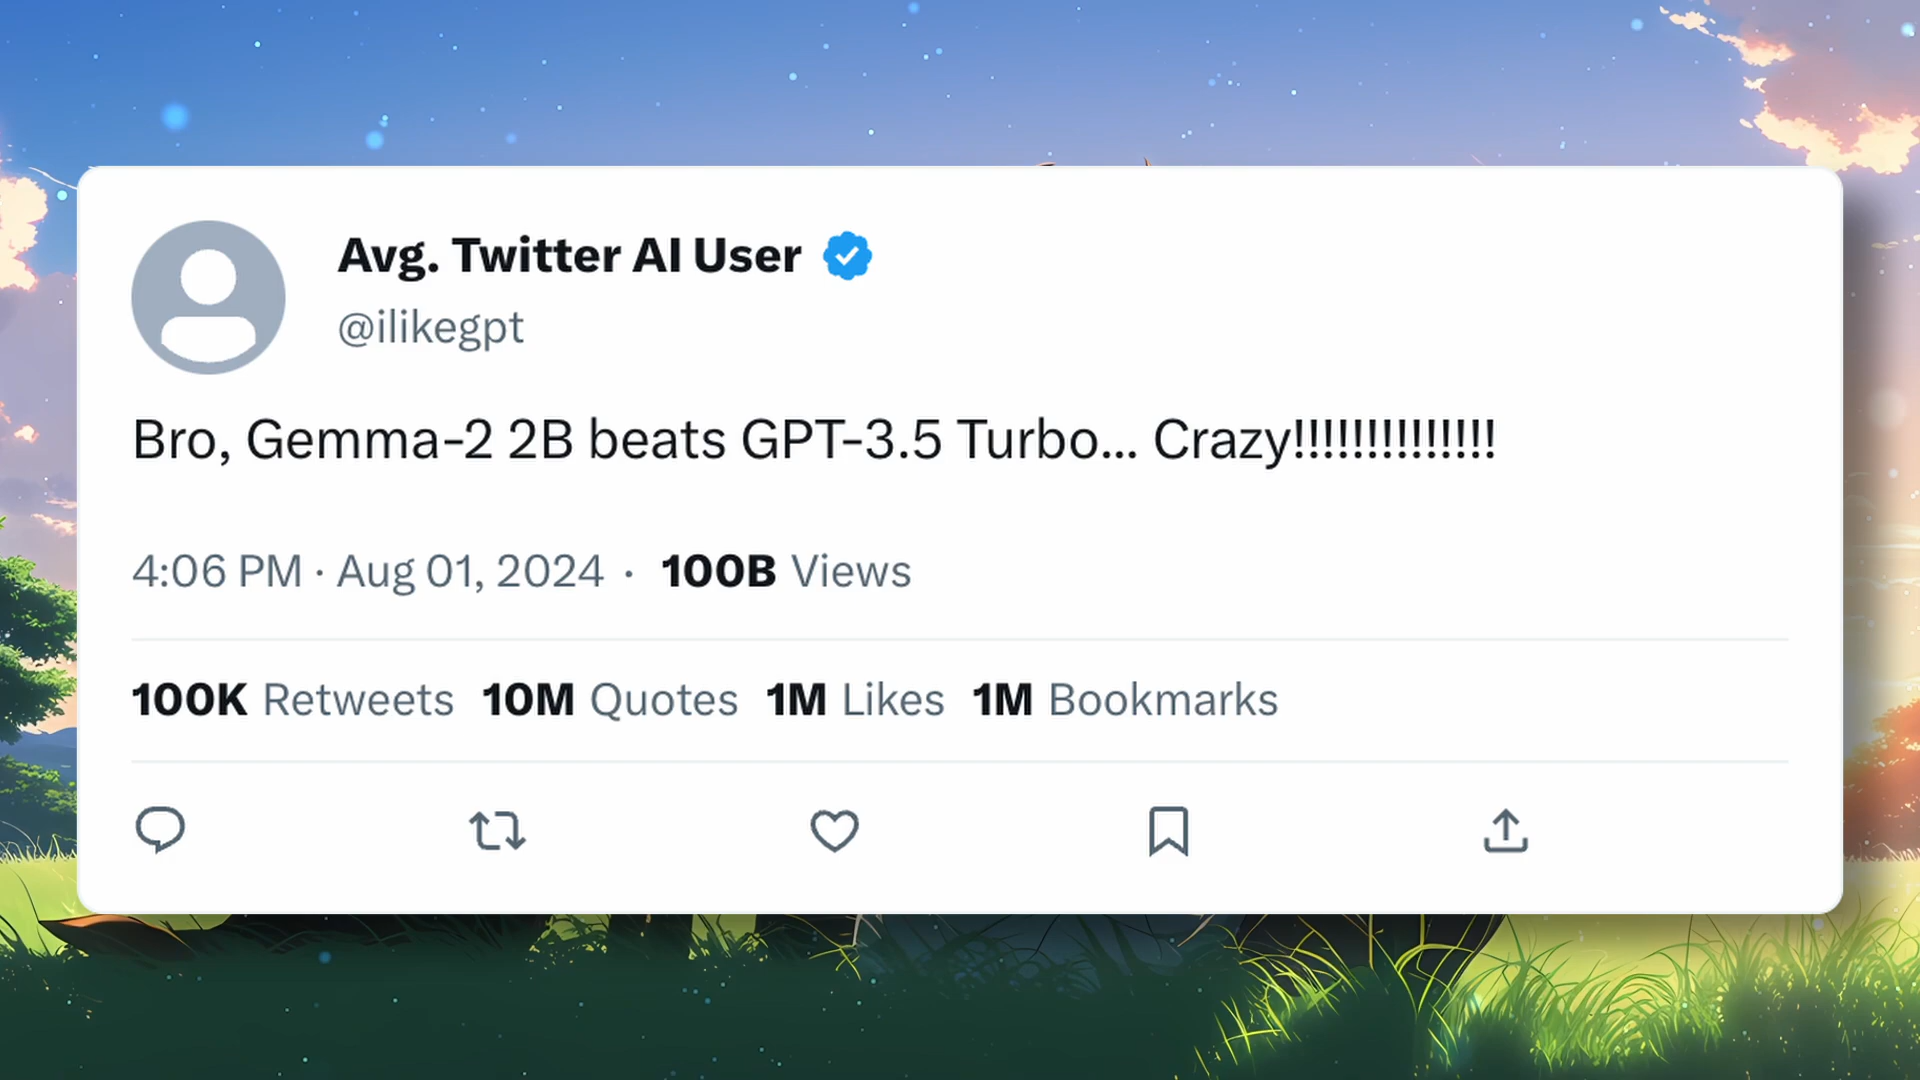 Avg. Twitter AI User
@ilikegpt
Bro, Gemma-2 2B beats GPT-3.5 Turbo... Crazy!!!!!!!!!!!!!!
4:06 PM · Aug 01, 2024 · 100B Views
100K Retweets 10M Quotes 1M Likes 1M Bookmarks